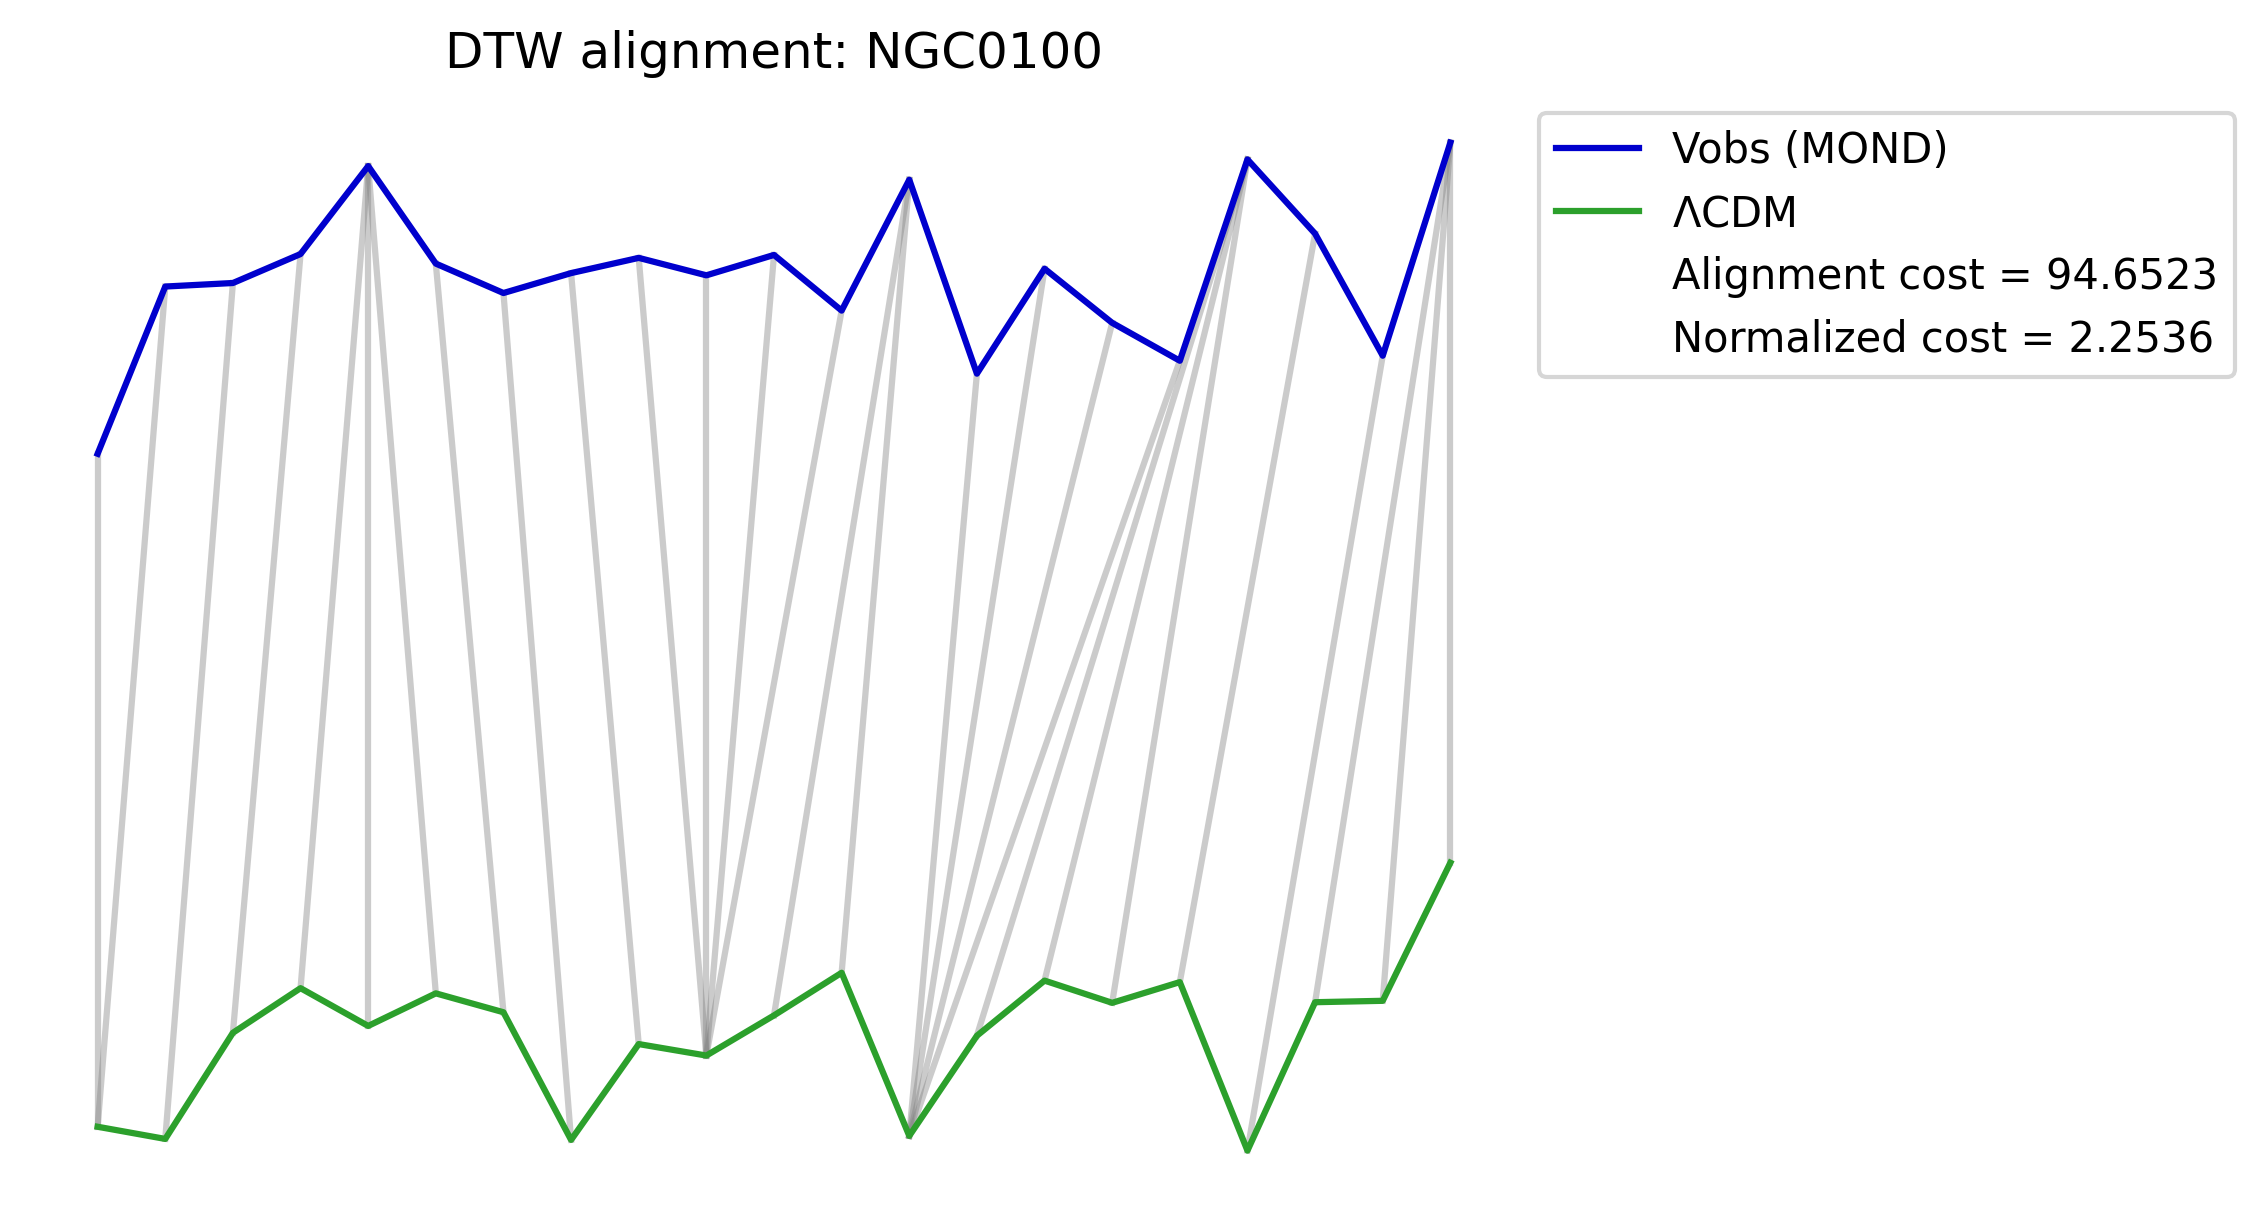 DTW alignment: NGC0100
Vobs (MOND)
ΛCDM
Alignment cost = 94.6523
Normalized cost = 2.2536